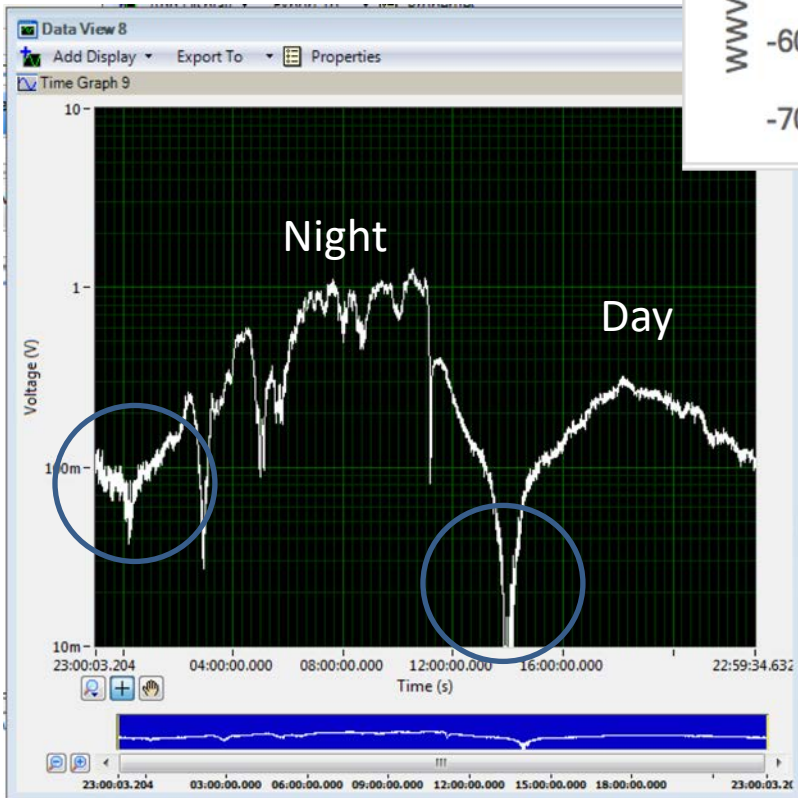 Data View 8
Add Display Export To Properties
Time Graph 9
-60
-70
10
1
100m
10m
Voltage (V)
Night
Day
23:00:03.204 04:00:00.000 08:00:00.000 12:00:00.000 16:00:00.000 22:59:34.632
Time (s)
23:00:03.204 03:00:00.000 06:00:00.000 09:00:00.000 12:00:00.000 15:00:00.000 18:00:00.000